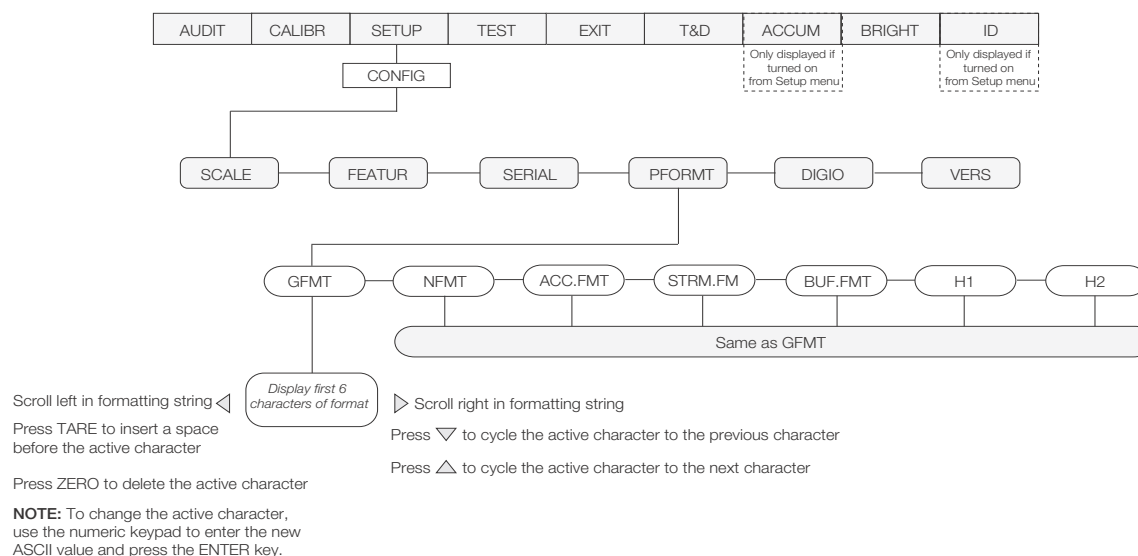 AUDIT CALIBR SETUP TEST EXIT T&D ACCUM BRIGHT ID
Only displayed if
turned on
from Setup menu
Only displayed if
turned on
from Setup menu
CONFIG
SCALE FEATUR SERIAL PFORMT DIGIO VERS
GFMT NFMT ACC.FMT STRM.FM BUF.FMT H1 H2
Same as GFMT
Display first 6
characters of format
Scroll left in formatting string
Press TARE to insert a space
before the active character
Press ZERO to delete the active character
NOTE: To change the active character,
use the numeric keypad to enter the new
ASCII value and press the ENTER key.
Scroll right in formatting string
Press ▽ to cycle the active character to the previous character
Press △ to cycle the active character to the next character